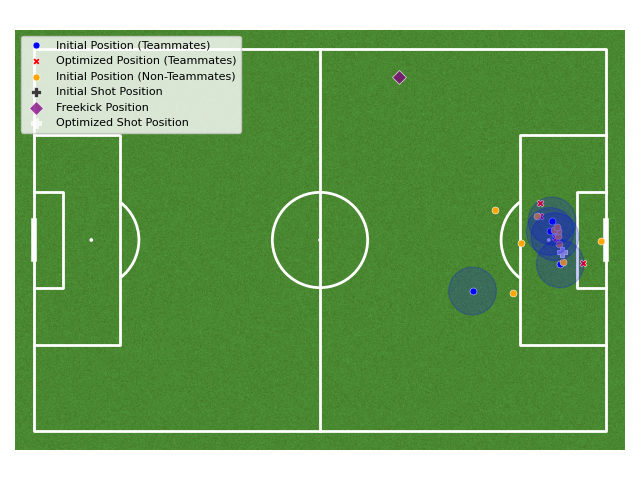 Initial Position (Teammates)
Optimized Position (Teammates)
Initial Position (Non-Teammates)
Initial Shot Position
Freekick Position
Optimized Shot Position